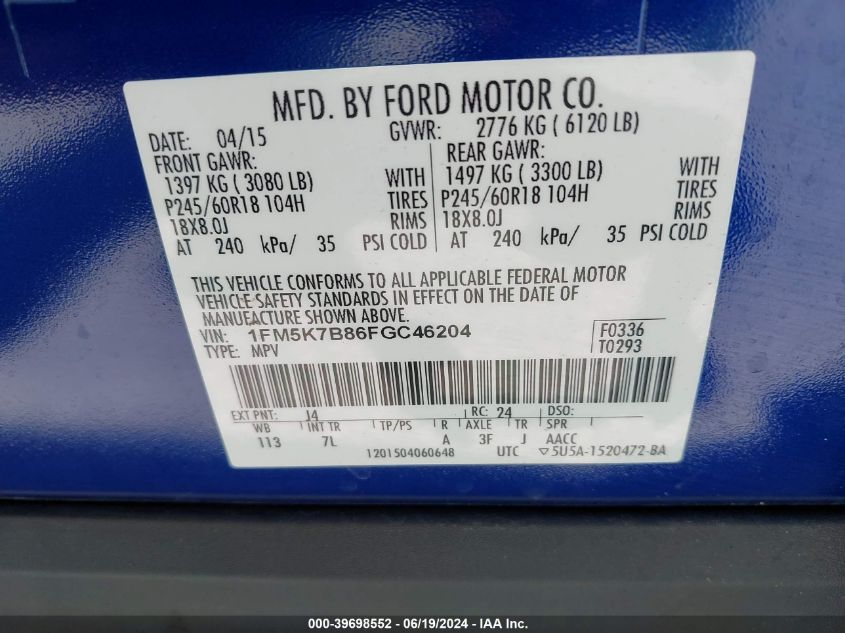 MFD. BY FORD MOTOR CO.
DATE: 04/15 GVWR: 2776 KG ( 6120 LB)
FRONT GAWR: REAR GAWR:
1397 KG ( 3080 LB) WITH 1497 KG ( 3300 LB) WITH
P245/60R18 104H TIRES P245/60R18 104H TIRES
18X8.0J RIMS 18X8.0J RIMS
AT 240 kPa/ 35 PSI COLD AT 240 kPa/ 35 PSI COLD
THIS VEHICLE CONFORMS TO ALL APPLICABLE FEDERAL MOTOR
VEHICLE SAFETY STANDARDS IN EFFECT ON THE DATE OF
MANUFACTURE SHOWN ABOVE.
VIN: 1FM5K7B86FGC46204 F0336
TYPE: MPV T0293
EXT PNT: J4 RC: 24 DSO:
WB INT TR TP/PS R AXLE TR SPR
113 7L A 3F J AACC
1201504060648 UTC ▽5U5A-1520472-BA
000-39698552 - 06/19/2024 - IAA Inc.